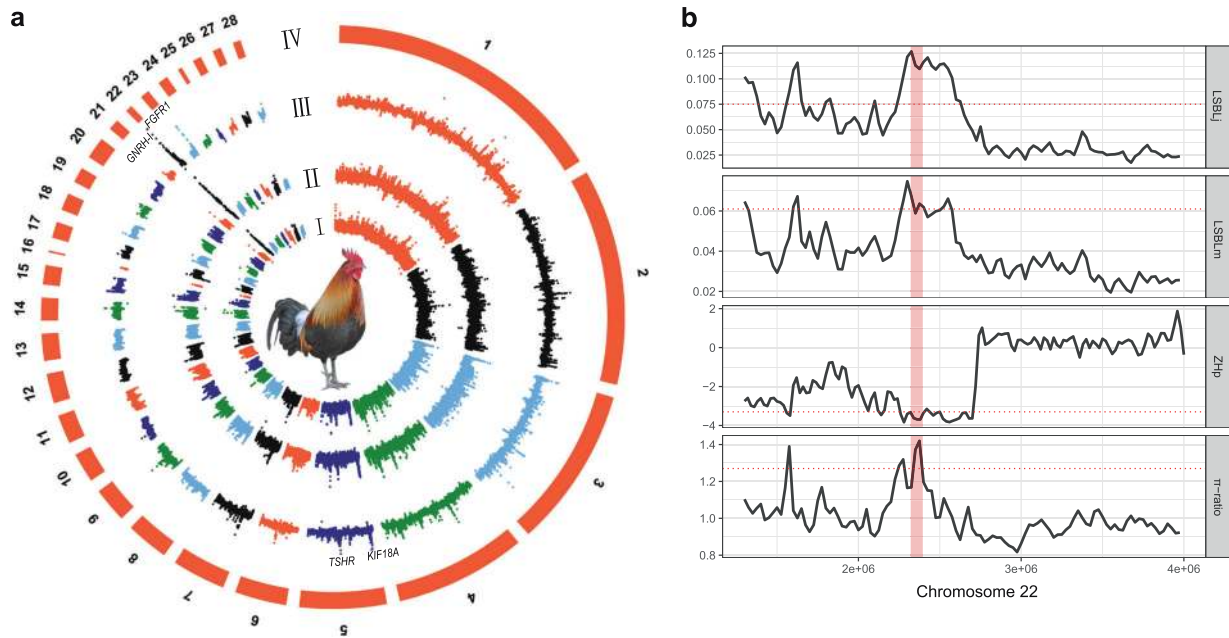 a
IV
III
II
I
1
2
3
4
5
6
7
8
9
10
11
12
13
14
15
16
17
18
19
20
21
22
23
24
25
26
27
28
GNRH-I
FGFR1
TSHR
KIF18A
b
0.125
0.100
0.075
0.050
0.025
LSBLj
0.06
0.04
0.02
LSBLm
2
0
−2
−4
ZHp
1.4
1.2
1.0
0.8
π−ratio
2e+06
3e+06
4e+06
Chromosome 22